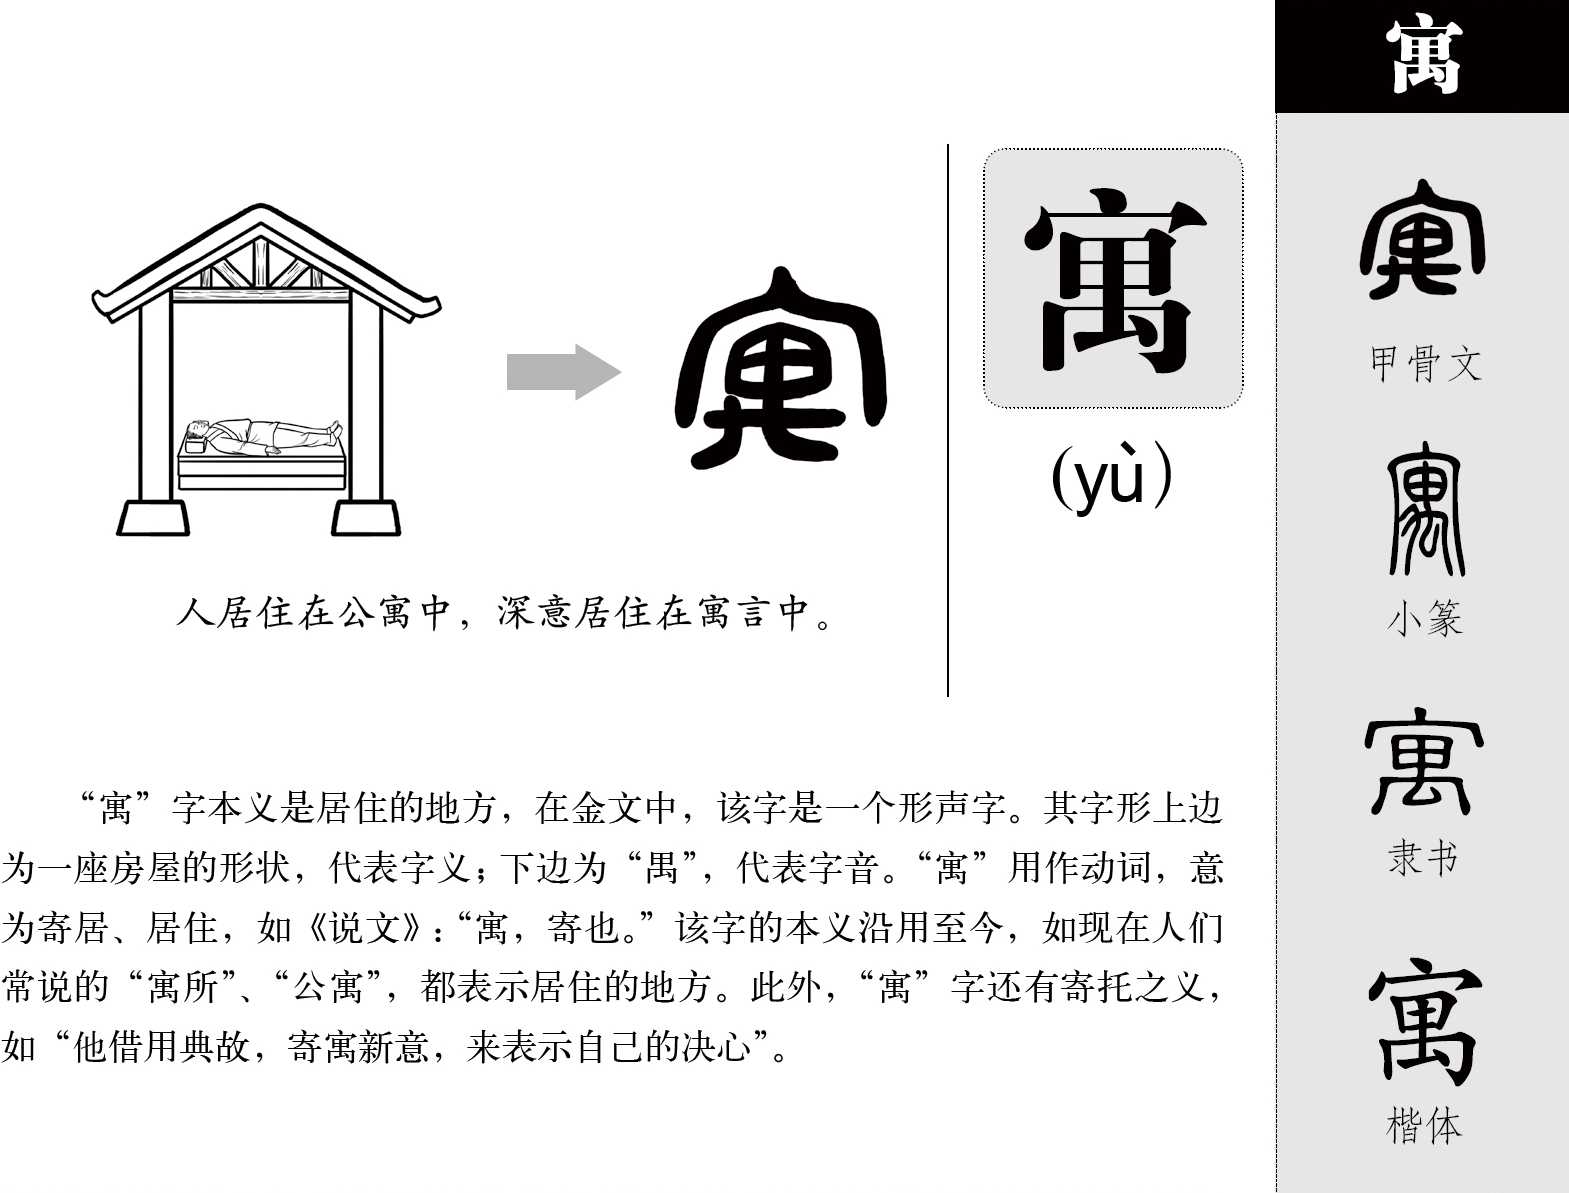 寓
寓
(yù)
人居住在公寓中，深意居住在寓言中。
“寓”字本义是居住的地方，在金文中，该字是一个形声字。其字形上边
为一座房屋的形状，代表字义；下边为“禺”，代表字音。“寓”用作动词，意
为寄居、居住，如《说文》：“寓，寄也。”该字的本义沿用至今，如现在人们
常说的“寓所”、“公寓”，都表示居住的地方。此外，“寓”字还有寄托之义，
如“他借用典故，寄寓新意，来表示自己的决心”。
寓
寓
甲骨文
寓
小篆
寓
隶书
寓
楷体